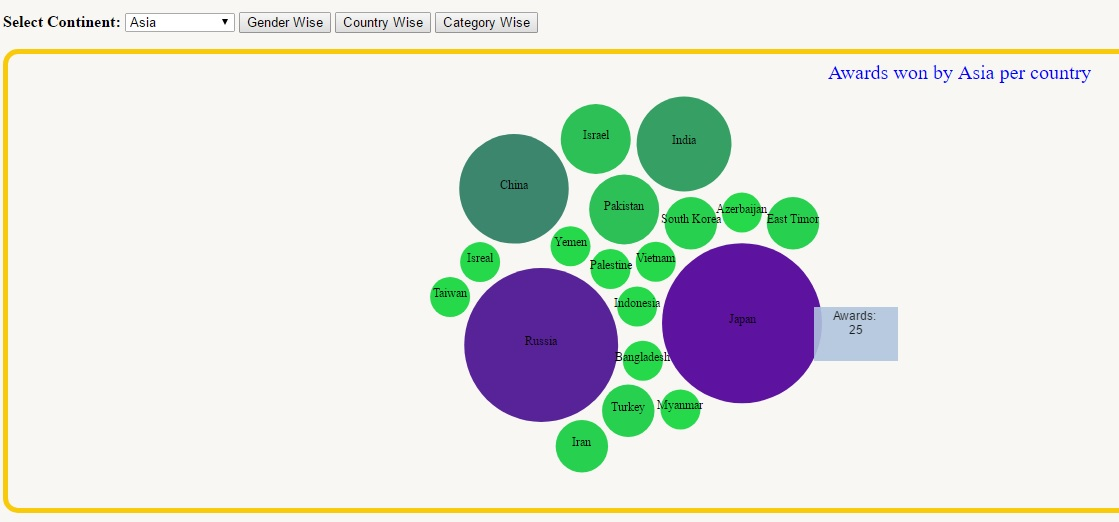 Select Continent: Asia Gender Wise Country Wise Category Wise
Awards won by Asia per country
Israel
India
China
Pakistan
South Korea
Azerbaijan
East Timor
Yemen
Isreal
Palestine
Vietnam
Taiwan
Indonesia
Japan
Awards:
25
Russia
Bangladesh
Turkey
Myanmar
Iran